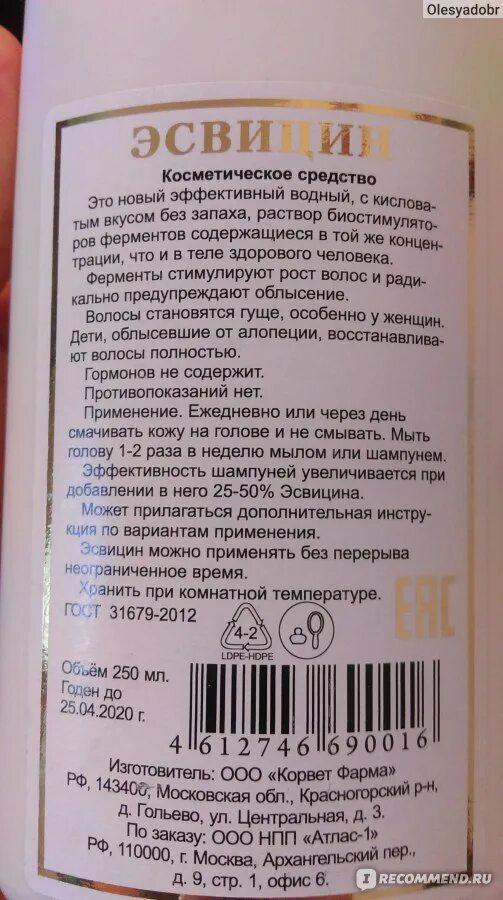 Olesyadobr
ЭСВИЦИН
Косметическое средство
Это новый эффективный водный, с кислова-
тым вкусом без запаха, раствор биостимулято-
ров ферментов содержащиеся в той же концен-
трации, что и в теле здорового человека.
Ферменты стимулируют рост волос и ради-
кально предупреждают облысение.
Волосы становятся гуще, особенно у женщин.
Дети, облысевшие от алопеции, восстанавлива-
ют волосы полностью.
Гормонов не содержит.
Противопоказаний нет.
Применение. Ежедневно или через день
смачивать кожу на голове и не смывать. Мыть
голову 1-2 раза в неделю мылом или шампунем.
Эффективность шампуней увеличивается при
добавлении в него 25-50% Эсвицина.
Может прилагаться дополнительная инстру-
кция по вариантам применения.
Эсвицин можно применять без перерыва
неограниченное время.
Хранить при комнатной температуре.
ГОСТ 31679-2012
EAC
4-2
LDPE-HDPE
Объём 250 мл.
Годен до
25.04.2020 г.
4 612746 690016
Изготовитель: ООО «Корвет Фарма»
РФ, 143400, Московская обл., Красногорский р-н,
д. Гольево, ул. Центральная, д. 3.
По заказу: ООО НПП «Атлас-1»
РФ, 110000, г. Москва, Архангельский пер.,
д. 9, стр. 1, офис 6.
IRECOMMEND.RU